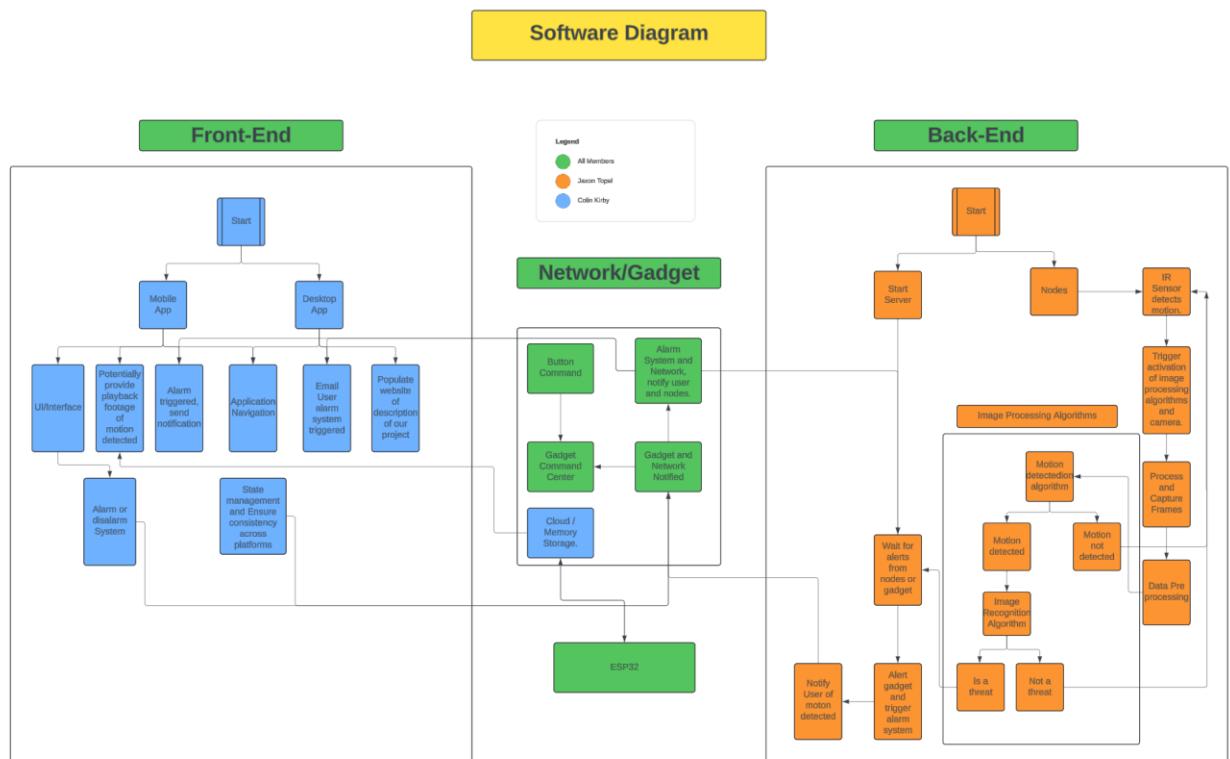 Software Diagram
Front-End
Legend
All Members
Jaxon Topel
Colin Kirby
Back-End
Start
Mobile
App
Desktop
App
UI/Interface
Potentially
provide
playback
footage
of
motion
detected
Alarm
triggered,
send
notification
Application
Navigation
Email
User
alarm
system
triggered
Populate
website
of
description
of our
project
Alarm or
disalarm
System
State
management
and Ensure
consistency
across
platforms
Network/Gadget
Button
Command
Alarm
System and
Network,
notify user
and nodes.
Gadget
Command
Center
Gadget and
Network
Notified
Cloud /
Memory
Storage.
ESP32
Start
Start
Server
Nodes
IR
Sensor
detects
motion.
Trigger
activation
of image
processing
algorithms
and
camera.
Image Processing Algorithms
Motion
detectedion
algorithm
Process
and
Capture
Frames
Motion
detected
Motion
not
detected
Data Pre
processing
Image
Recognition
Algorithm
Is a
threat
Not a
threat
Wait for
alerts
from
nodes or
gadget
Alert
gadget
and
trigger
alarm
system
Notify
User of
moton
detected